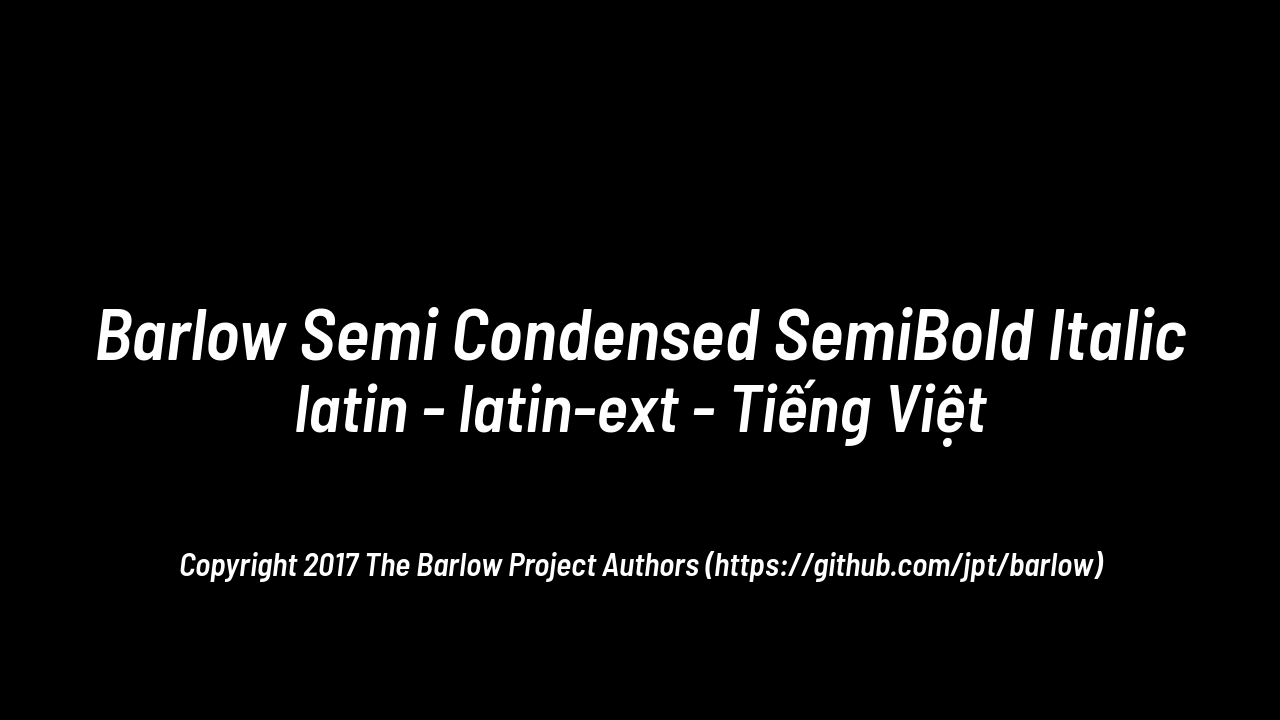 Barlow Semi Condensed SemiBold Italic
latin - latin-ext - Tiếng Việt
Copyright 2017 The Barlow Project Authors (https://github.com/jpt/barlow)